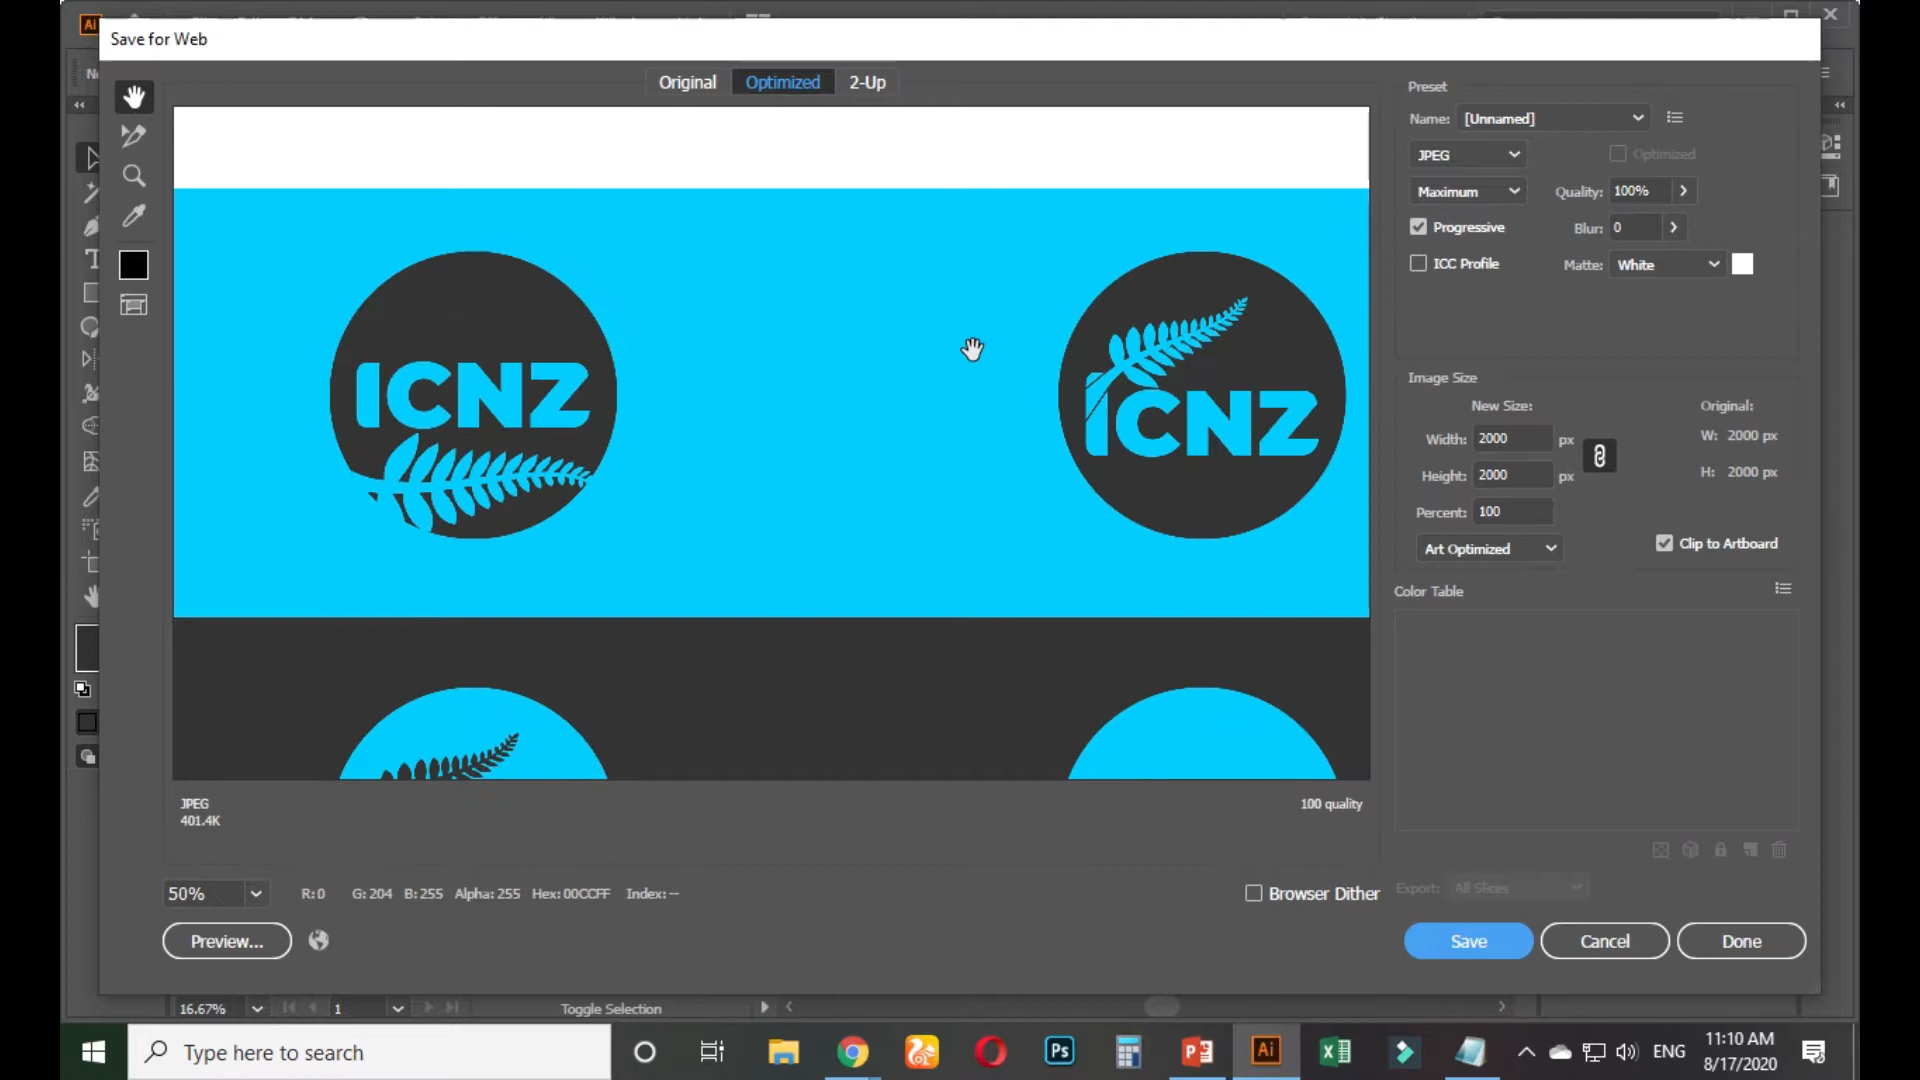 Ai
Save for Web
Original
Optimized
2-Up
Preset
Name:
[Unnamed]
JPEG
Optimized
Maximum
Quality:
100%
Progressive
Blur:
0
ICC Profile
Matte:
White
ICNZ
ICNZ
Image Size
New Size:
Original:
Width:
2000
px
W: 2000 px
Height:
2000
px
H: 2000 px
Percent:
100
Art Optimized
Clip to Artboard
Color Table
JPEG
401.4K
100 quality
50%
R: 0
G: 204
B: 255
Alpha: 255
Hex: 00CCFF
Index: --
Browser Dither
Export:
All Slices
Preview...
Save
Cancel
Done
16.67%
1
Toggle Selection
Type here to search
Ps
Ai
ENG
11:10 AM
8/17/2020